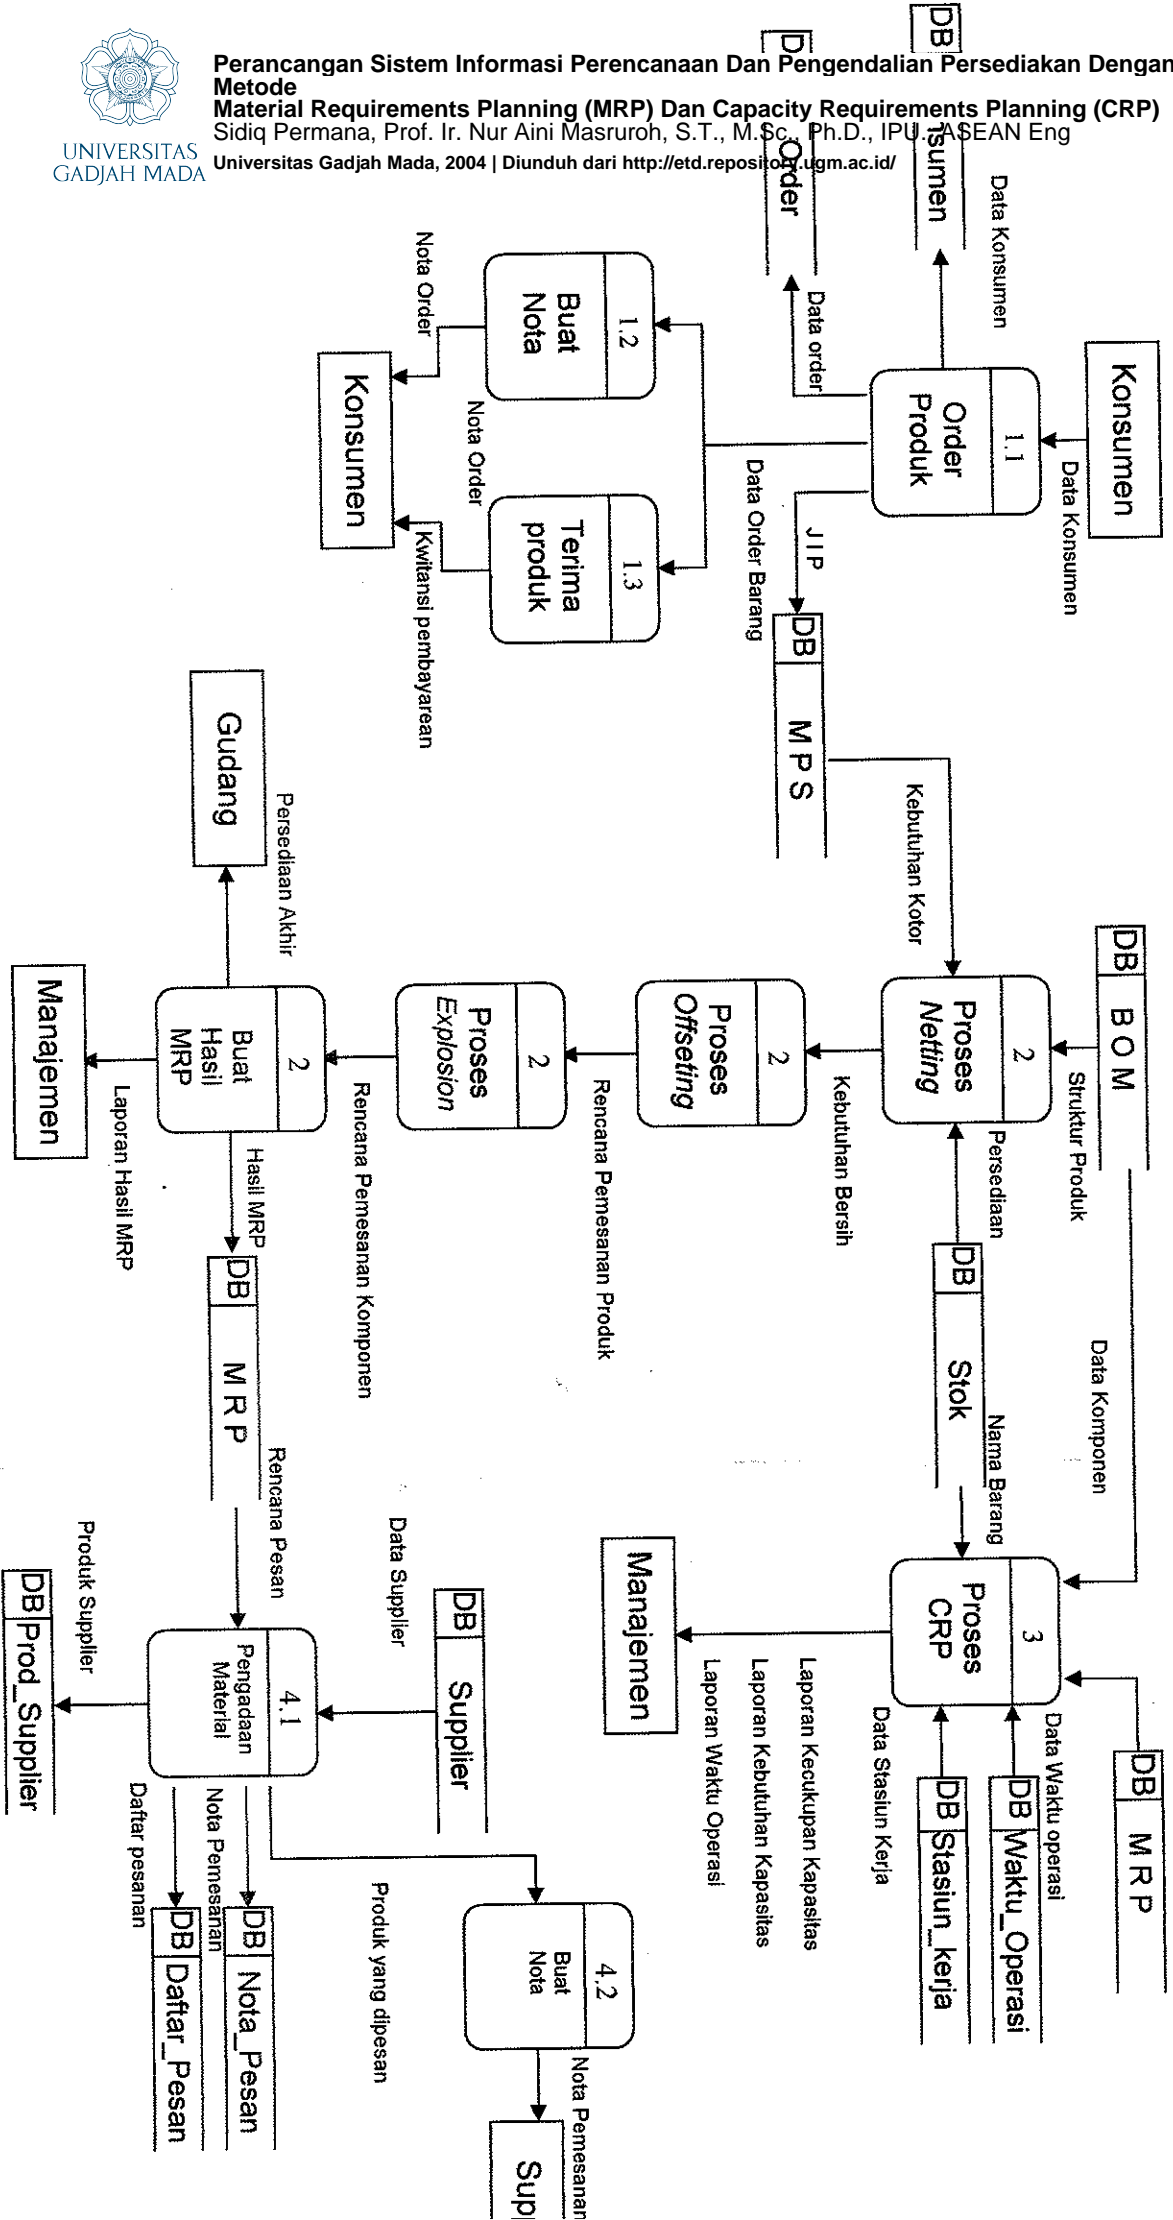 Perancangan Sistem Informasi Perencanaan Dan Pengendalian Persediakan Dengan
Metode
Material Requirements Planning (MRP) Dan Capacity Requirements Planning (CRP)
Sidiq Permana, Prof. Ir. Nur Aini Masruroh, S.T., M.Sc., Ph.D., IPU., ASEAN Eng
Universitas Gadjah Mada, 2004 | Diunduh dari http://etd.repository.ugm.ac.id/
UNIVERSITAS
GADJAH MADA
Konsumen
Data Konsumen
1.1
Order
Produk
Data Konsumen
DB
nsumen
Data order
D
Order
Data Order Barang
J I P
DB
M P S
1.2
Buat
Nota
Nota Order
1.3
Terima
produk
Nota Order
Kwitansi pembayarean
Konsumen
Kebutuhan Kotor
DB
B O M
Struktur Produk
Data Komponen
2
Proses
Netting
Persediaan
DB
Stok
Nama Barang
Kebutuhan Bersih
2
Proses
Offseting
Rencana Pemesanan Produk
2
Proses
Explosion
Rencana Pemesanan Komponen
2
Buat
Hasil
MRP
Persediaan Akhir
Gudang
Laporan Hasil MRP
Manajemen
Hasil MRP
DB
M R P
Rencana Pesan
3
Proses
CRP
DB
M R P
Data Waktu operasi
DB
Waktu_Operasi
Data Stasiun Kerja
DB
Stasiun_kerja
Laporan Kecukupan Kapasitas
Laporan Kebutuhan Kapasitas
Laporan Waktu Operasi
Manajemen
DB
Supplier
Data Supplier
4.1
Pengadaan
Material
Produk Supplier
DB
Prod_Supplier
Nota Pemesanan
DB
Nota_Pesan
Daftar pesanan
DB
Daftar_Pesan
Produk yang dipesan
4.2
Buat
Nota
Nota Pemesanan
Supp